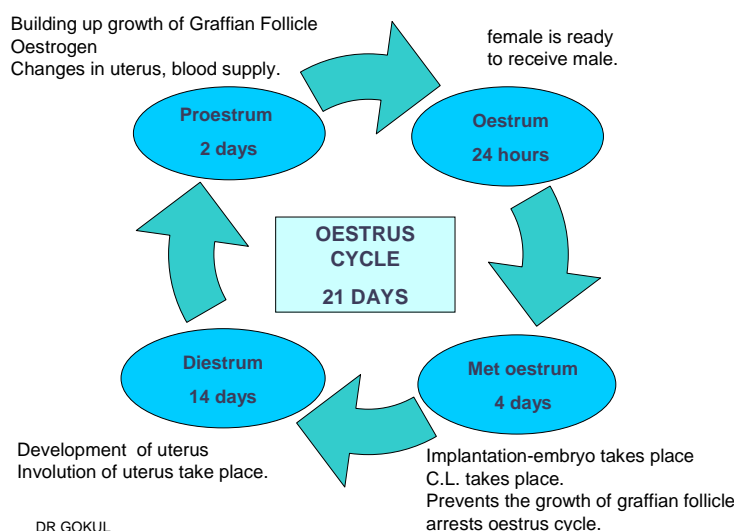 Building up growth of Graffian Follicle
Oestrogen
Changes in uterus, blood supply.
female is ready
to receive male.
Proestrum
2 days
Oestrum
24 hours
OESTRUS
CYCLE
21 DAYS
Diestrum
14 days
Met oestrum
4 days
Development  of uterus
Involution of uterus take place.
Implantation-embryo takes place
C.L. takes place.
Prevents the growth of graffian follicle
arrests oestrus cycle.
DR GOKUL